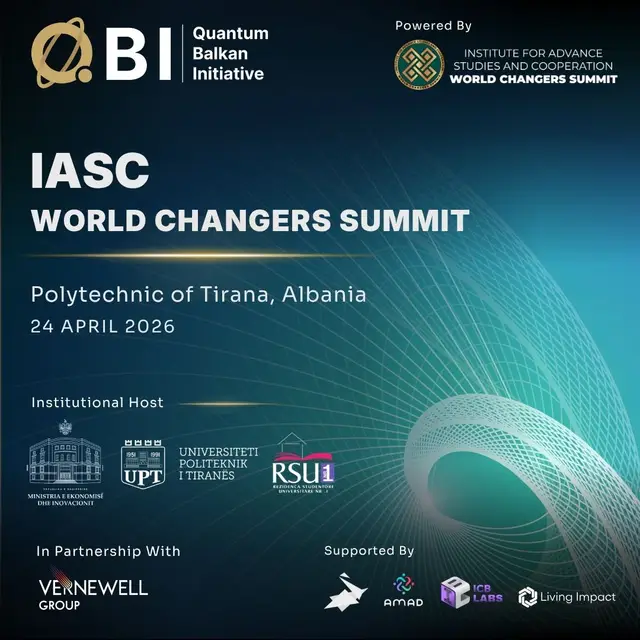 QBI
Quantum
Balkan
Initiative
Powered By
INSTITUTE FOR ADVANCE
STUDIES AND COOPERATION
WORLD CHANGERS SUMMIT
IASC
WORLD CHANGERS SUMMIT
Polytechnic of Tirana, Albania
24 APRIL 2026
Institutional Host
MINISTRIA E EKONOMISË
DHE INOVACIONIT
1951 1991
UPT
UNIVERSITETI
POLITEKNIK
I TIRANËS
RSU1
REZIDENCA STUDENTORE
UNIVERSITARE NR. 1
In Partnership With
VERNEWELL
GROUP
Supported By
AMAD
ICB
LABS
Living Impact